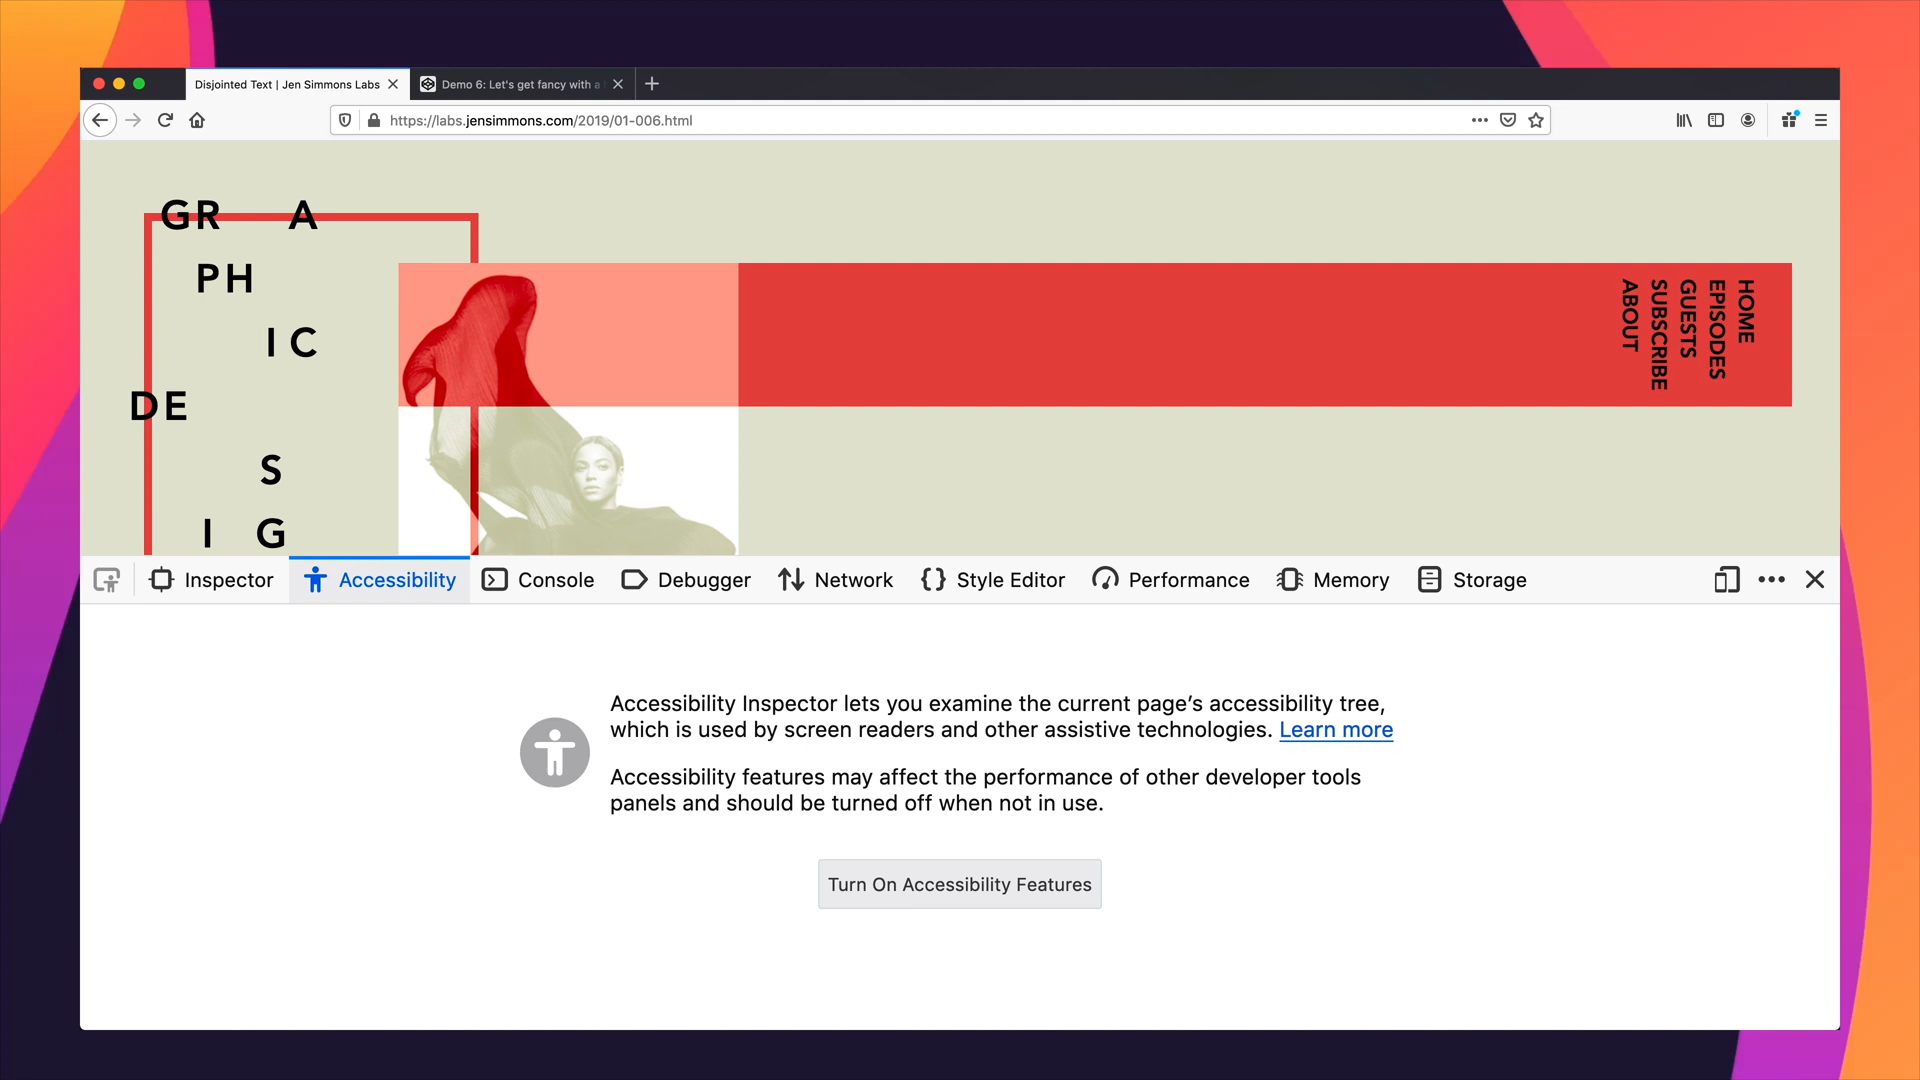 Disjointed Text | Jen Simmons Labs
Demo 6: Let's get fancy with a
https://labs.jensimmons.com/2019/01-006.html
GR A
PH
I C
DE
S
I G
HOME
EPISODES
GUESTS
SUBSCRIBE
ABOUT
Inspector
Accessibility
Console
Debugger
Network
Style Editor
Performance
Memory
Storage
Accessibility Inspector lets you examine the current page’s accessibility tree,
which is used by screen readers and other assistive technologies. Learn more
Accessibility features may affect the performance of other developer tools
panels and should be turned off when not in use.
Turn On Accessibility Features